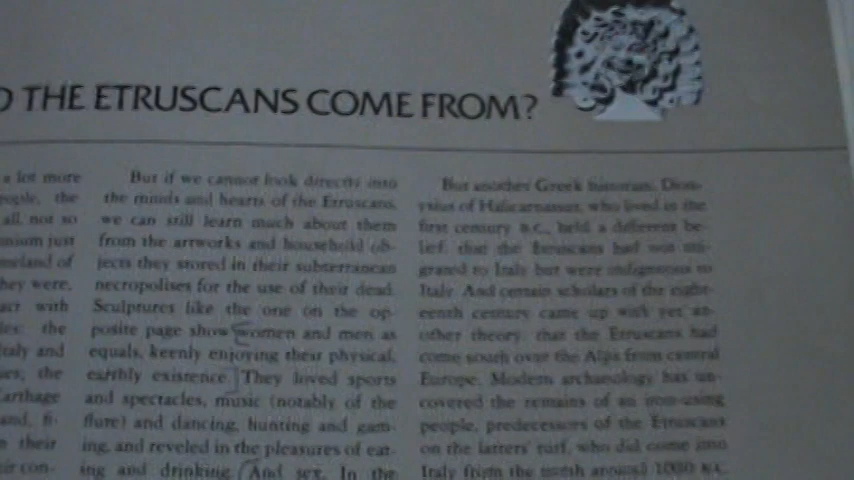 THE ETRUSCANS COME FROM?
a lot more
people, the
all, not so
just
of
they were,
with
the
Italy and
the
Carthage
and, fi-
their
con-
But if we cannot look directly into
the minds and hearts of the Etruscans,
we can still learn much about them
from the artworks and household ob-
jects they stored in their subterranean
necropolises for the use of their dead.
Sculptures like the one on the op-
posite page show women and men as
equals, keenly enjoying their physical,
earthly existence. They loved sports
and spectacles, music (notably of the
flute) and dancing, hunting and gam-
ing, and reveled in the pleasures of eat-
ing and drinking. And sex. In the
But another Greek historian, Dion-
ysius of Halicarnassus, who lived in the
first century B.C., held a different be-
lief: that the Etruscans had not mi-
grated to Italy but were indigenous to
Italy. And certain scholars of the eight-
eenth century came up with yet an-
other theory: that the Etruscans had
come south over the Alps from central
Europe. Modern archaeology has un-
covered the remains of an iron-using
people, predecessors of the Etruscans
on the latters' turf, who did come into
Italy from the north around 1000 B.C.